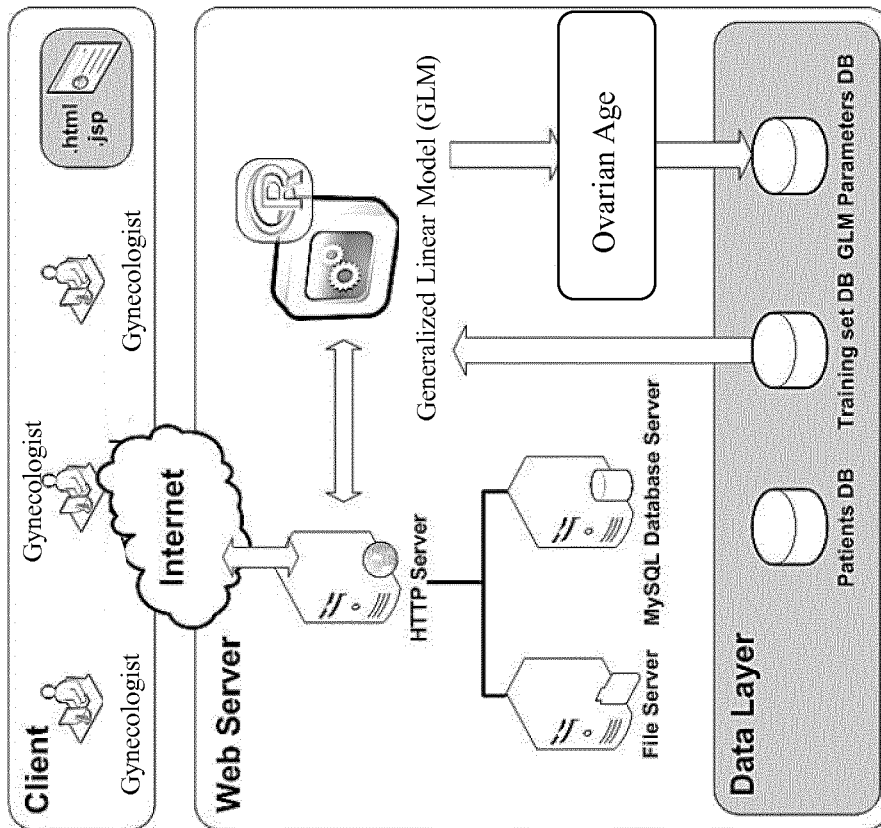 Client
Gynecologist
Gynecologist
Gynecologist
.html
.jsp
Internet
Web Server
R
HTTP Server
Generalized Linear Model (GLM)
Ovarian Age
File Server
MySQL Database Server
Data Layer
Patients DB
Training set DB
GLM Parameters DB